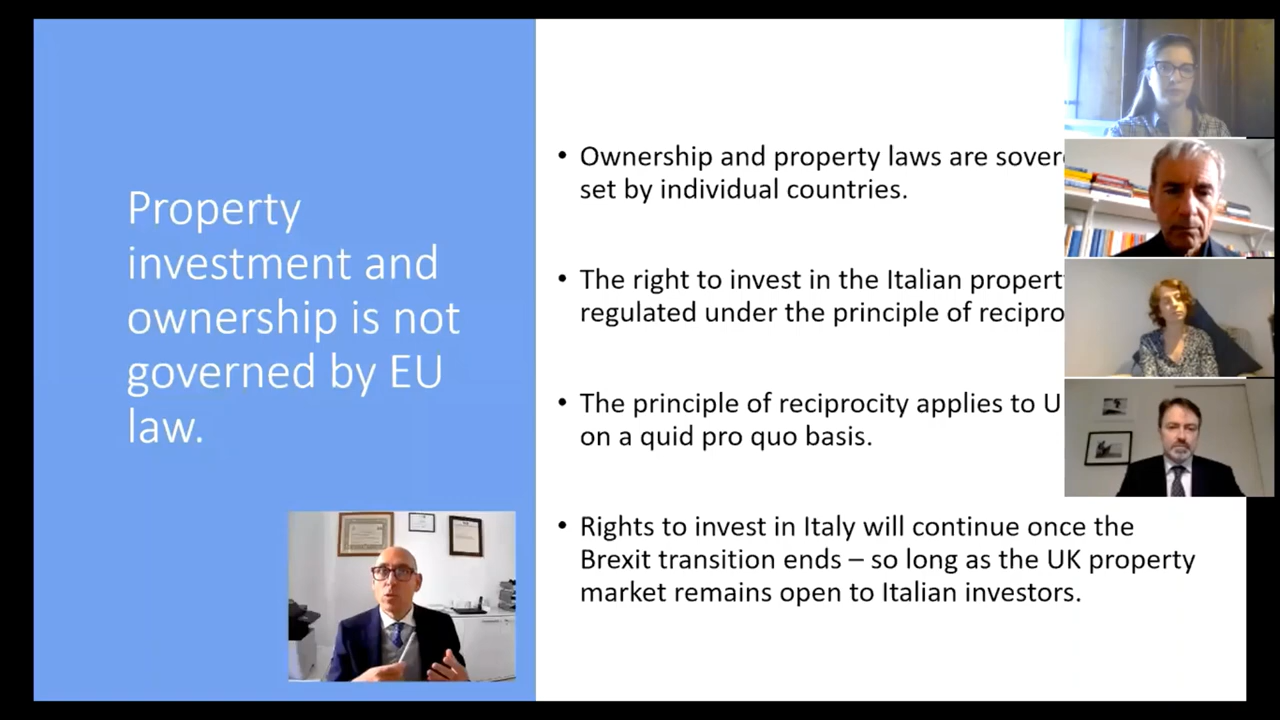 Property
investment and
ownership is not
governed by EU
law.
• Ownership and property laws are
set by individual countries.
• The right to invest in the Italian
regulated under the principle of
• The principle of reciprocity applies to
on a quid pro quo basis.
• Rights to invest in Italy will continue once the
Brexit transition ends – so long as the UK property
market remains open to Italian investors.